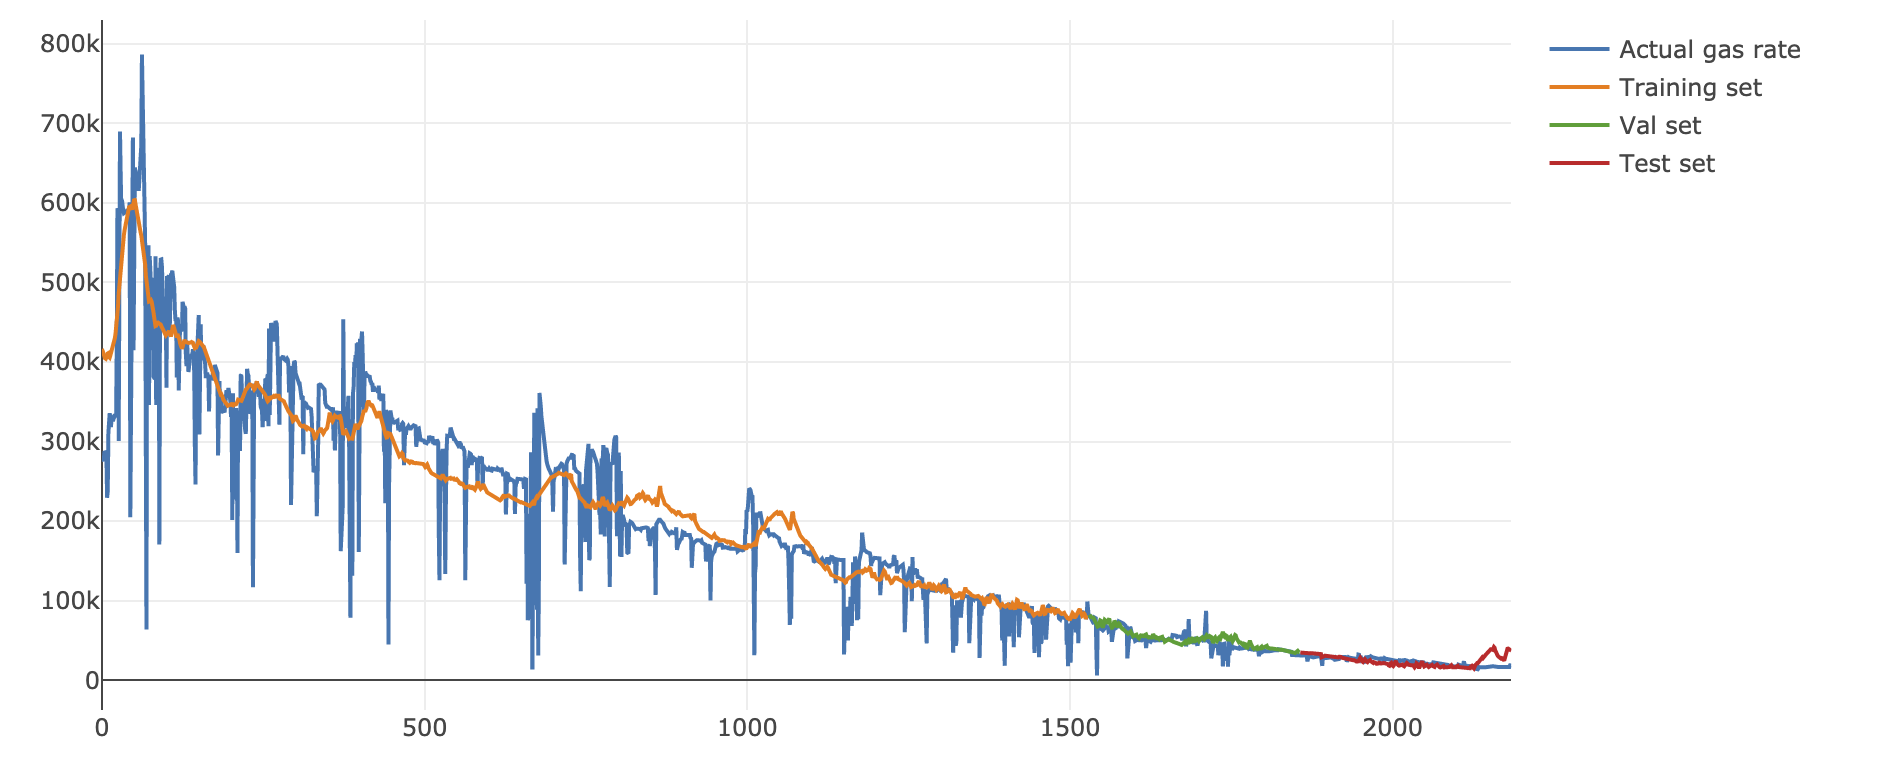 800k
700k
600k
500k
400k
300k
200k
100k
0
0 500 1000 1500 2000
Actual gas rate
Training set
Val set
Test set